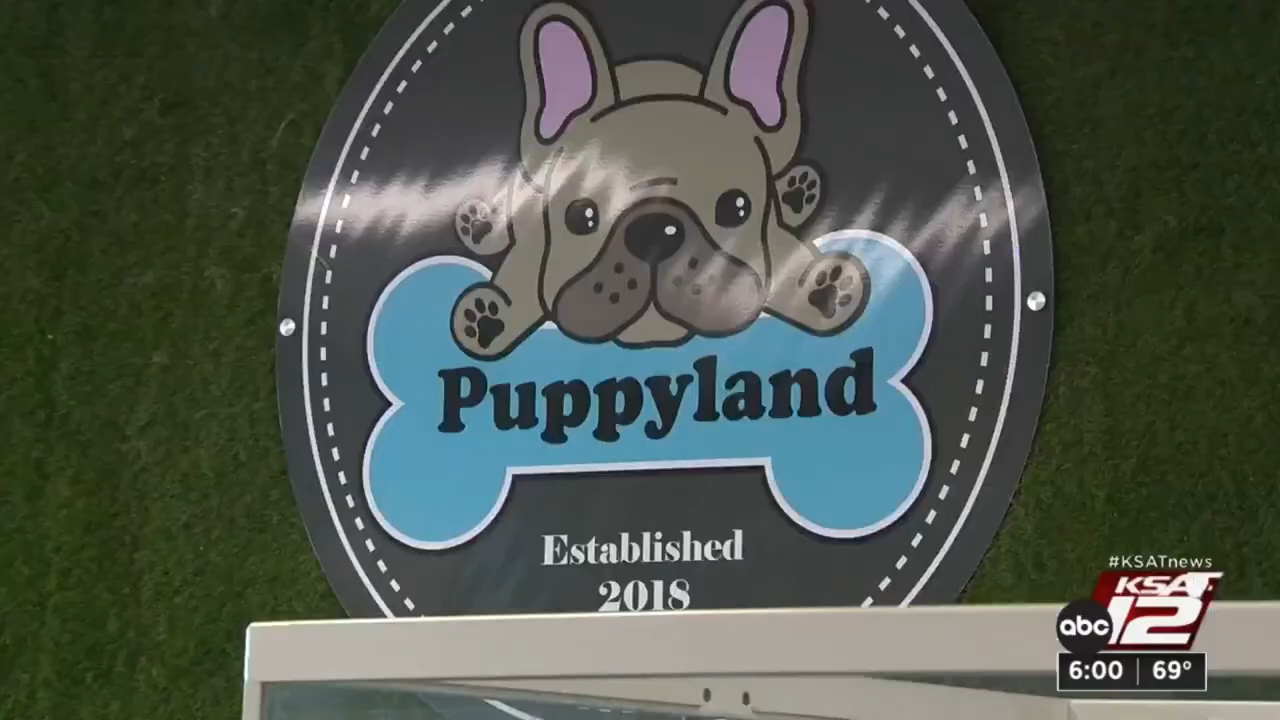 Puppyland
Established
2018
#KSATnews
KSAT
abc 12
6:00 69°